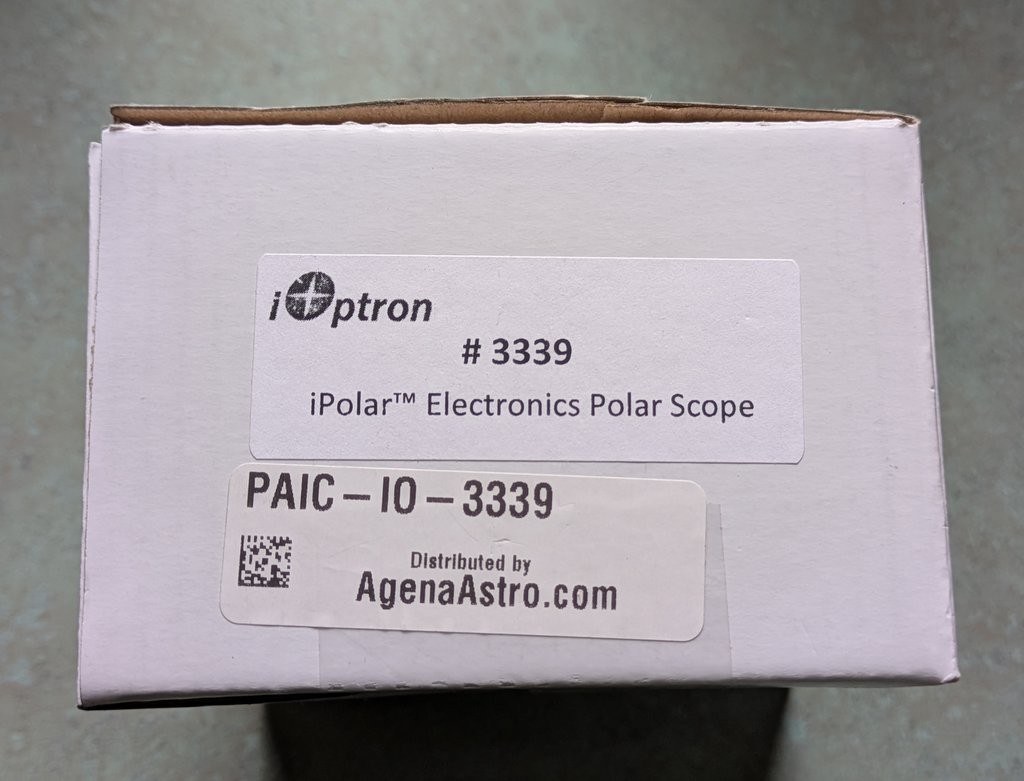 iOptron
# 3339
iPolar™ Electronics Polar Scope
PAIC – IO – 3339
Distributed by
AgenaAstro.com